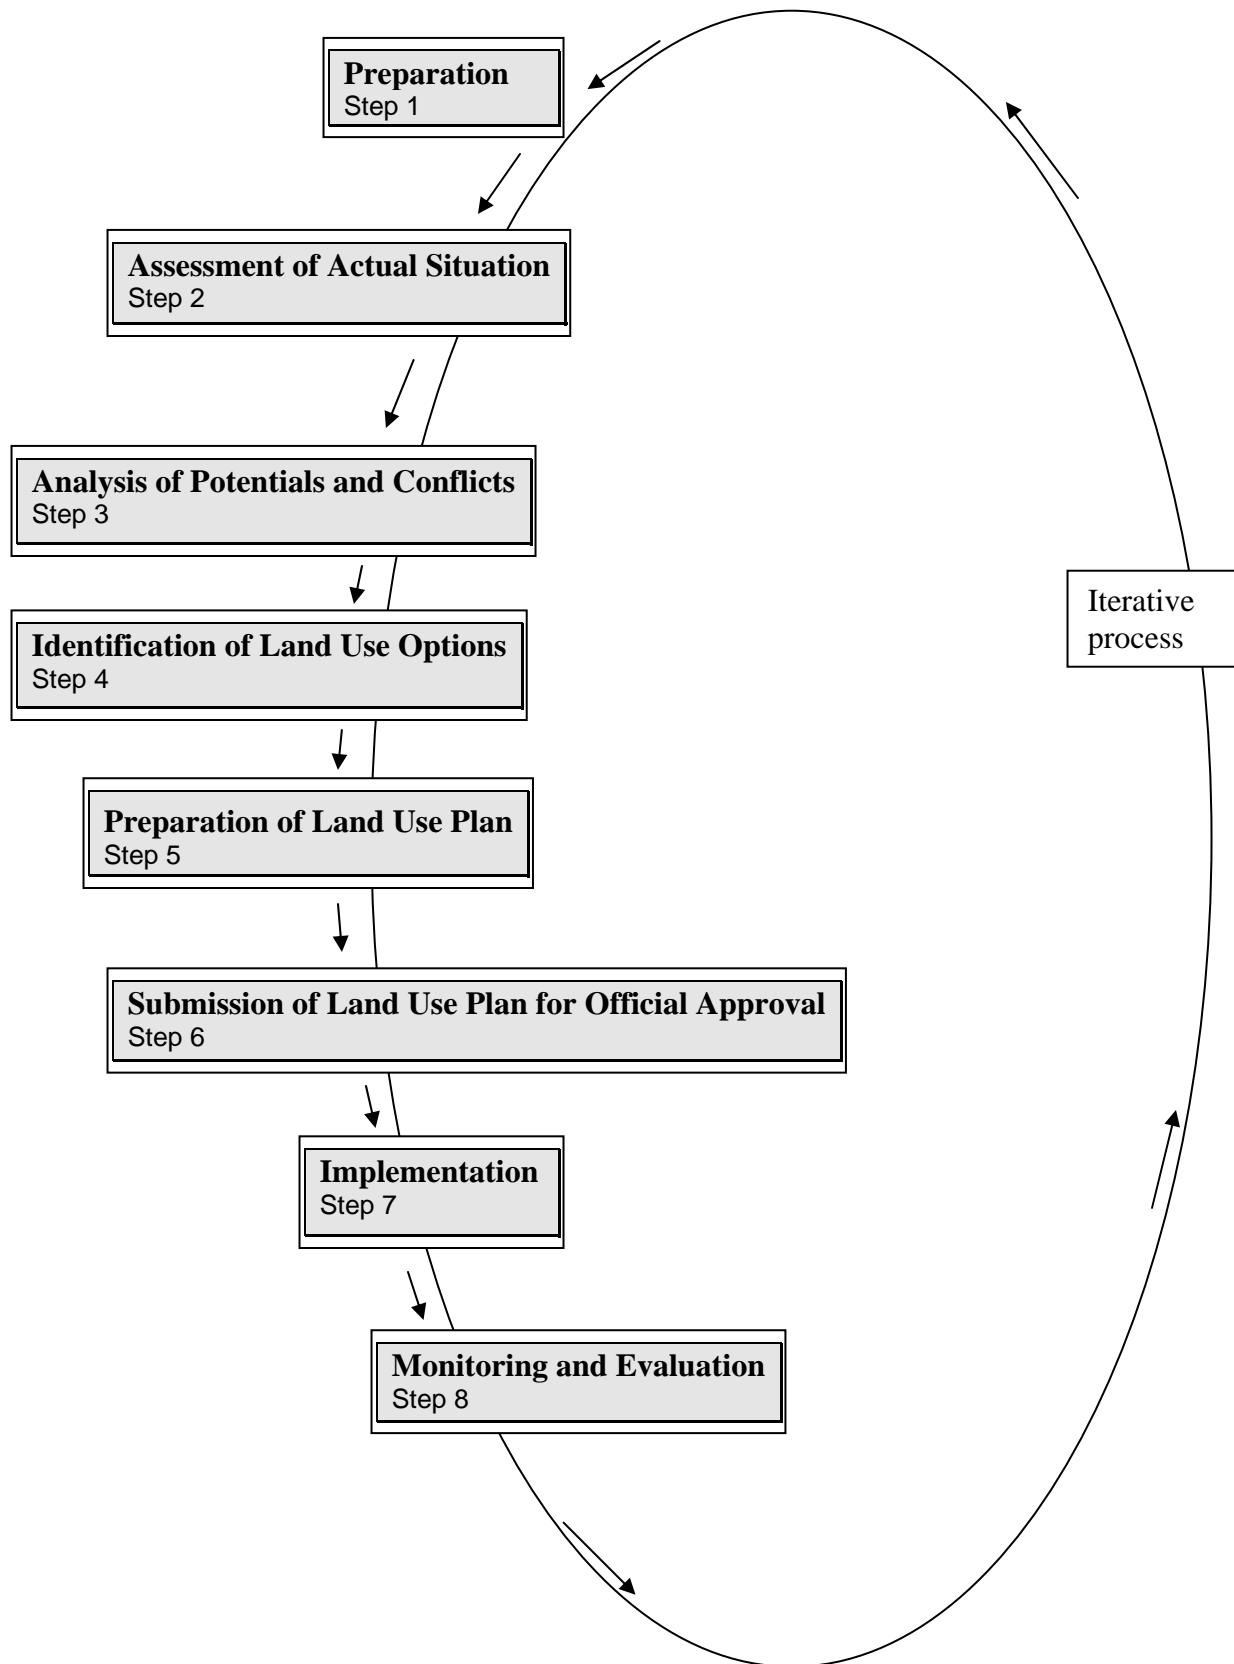 Preparation
Step 1
Assessment of Actual Situation
Step 2
Analysis of Potentials and Conflicts
Step 3
Identification of Land Use Options
Step 4
Iterative
process
Preparation of Land Use Plan
Step 5
Submission of Land Use Plan for Official Approval
Step 6
Implementation
Step 7
Monitoring and Evaluation
Step 8